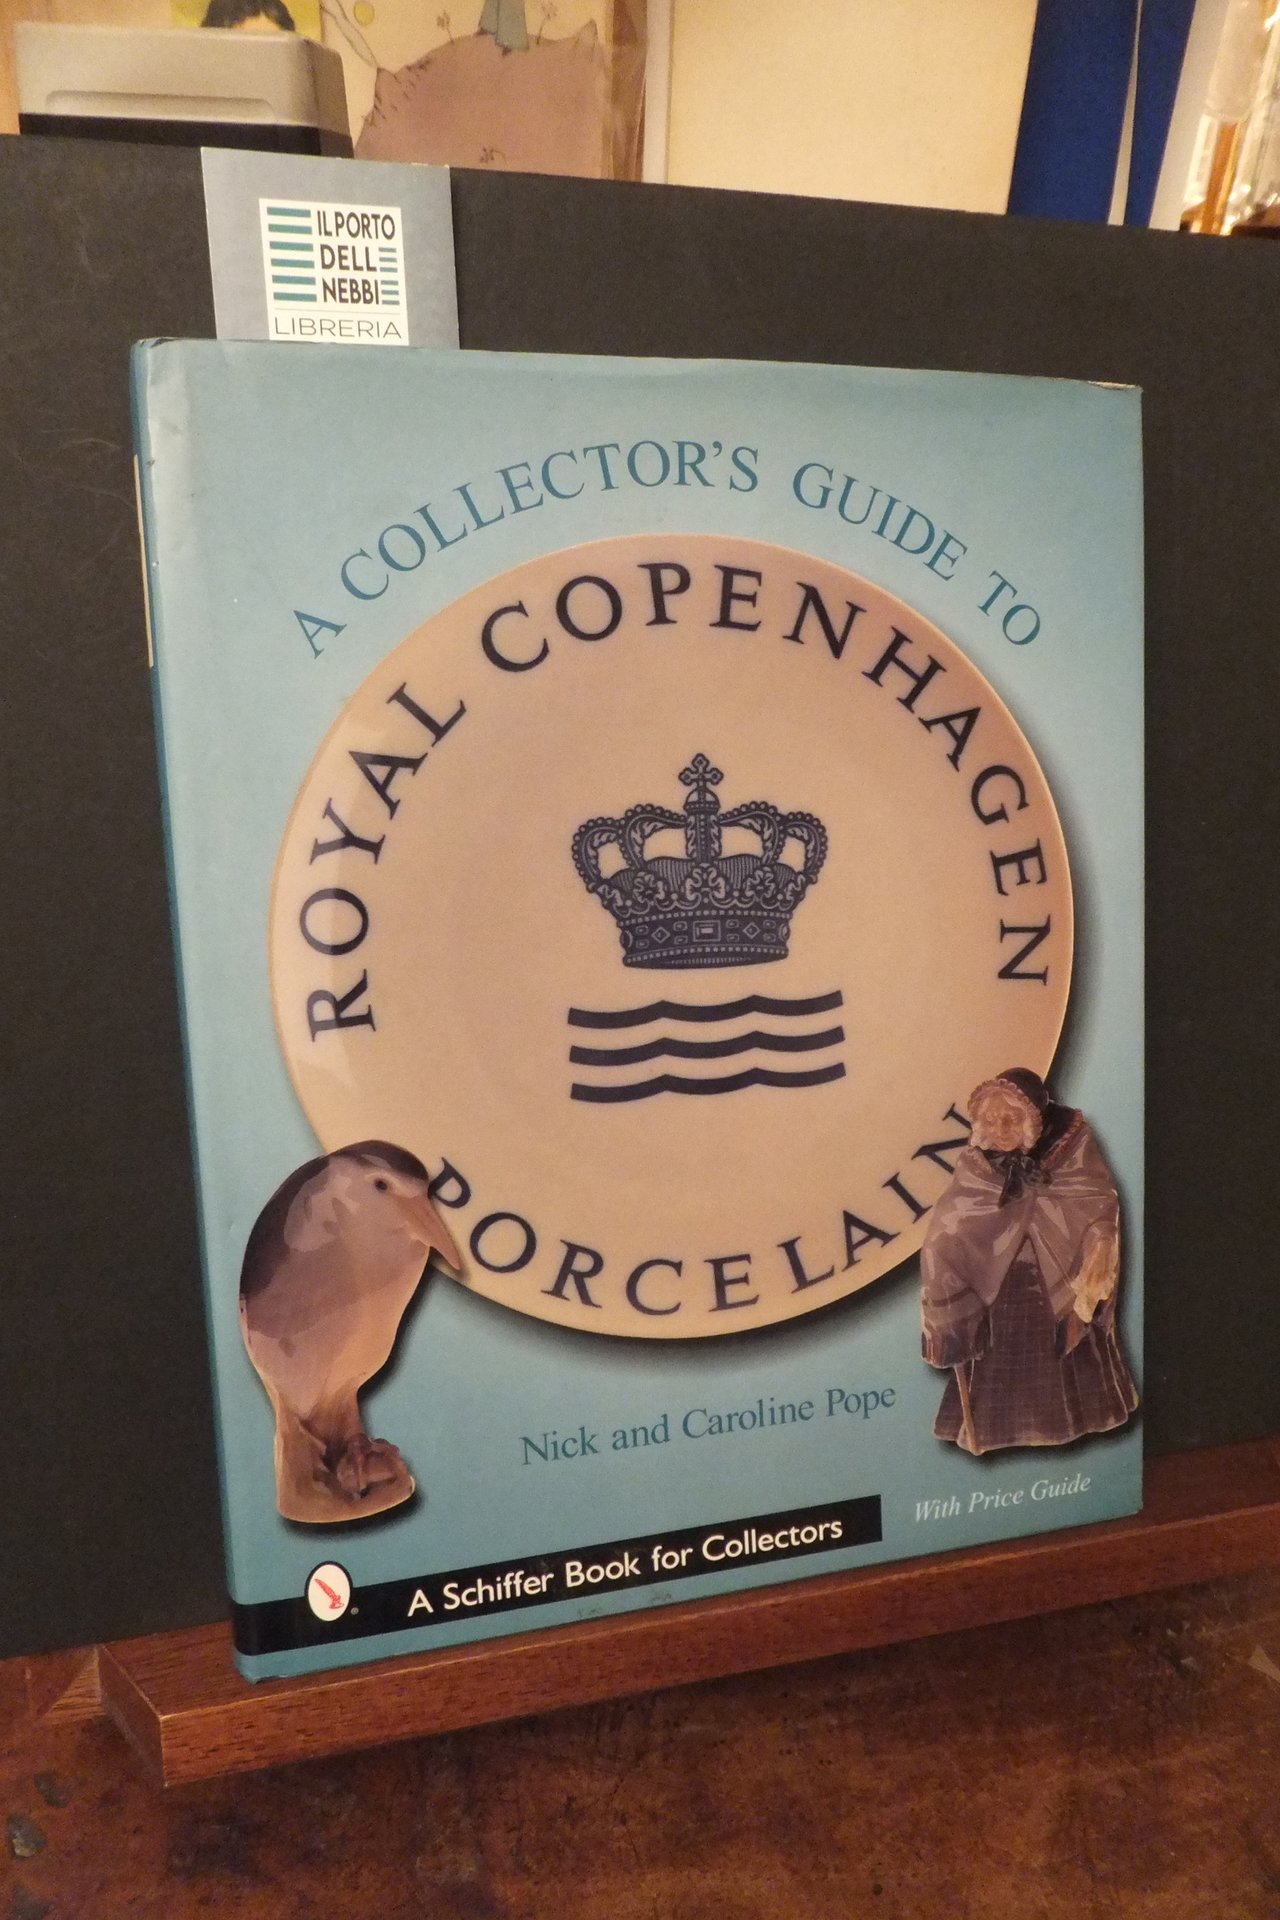 IL PORTO
DELL
NEBBI
LIBRERIA
A COLLECTOR'S GUIDE TO
ROYAL COPENHAGEN
PORCELAIN
Nick and Caroline Pope
With Price Guide
A Schiffer Book for Collectors